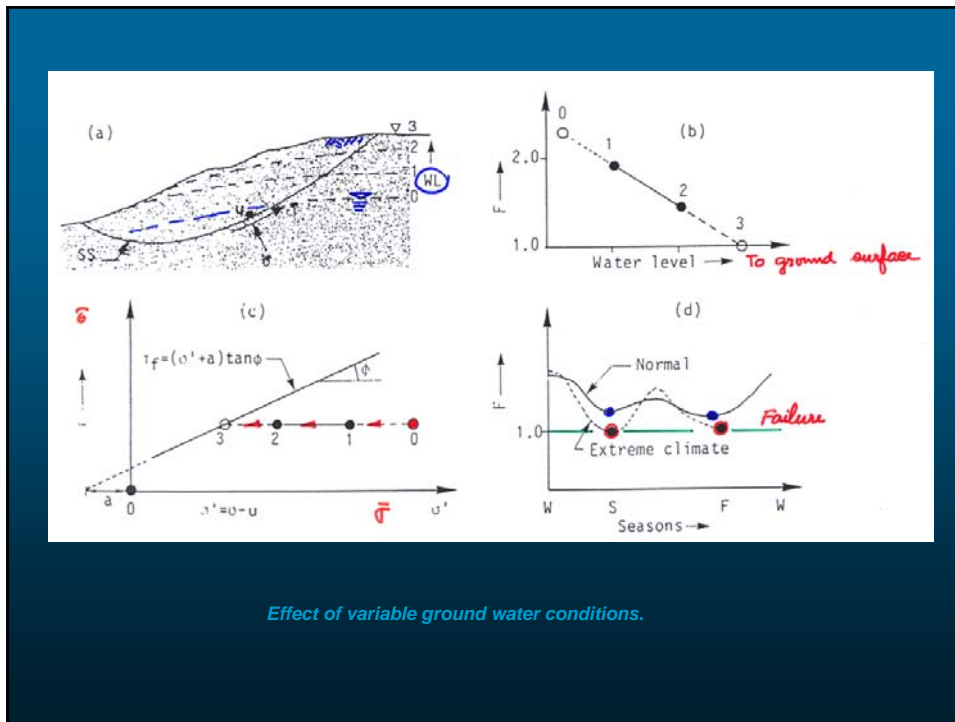 (a)
3
2
1
0
WL
u
τ
σ'
SS
(b)
0
1
2
3
2.0
1.0
F
Water level
To ground surface
(c)
τf=(σ'+a)tanϕ
ϕ
3
2
1
0
a
0
σ'=σ-u
σ̄
σ'
(d)
F
Normal
1.0
Failure
Extreme climate
W
S
F
W
Seasons
Effect of variable ground water conditions.